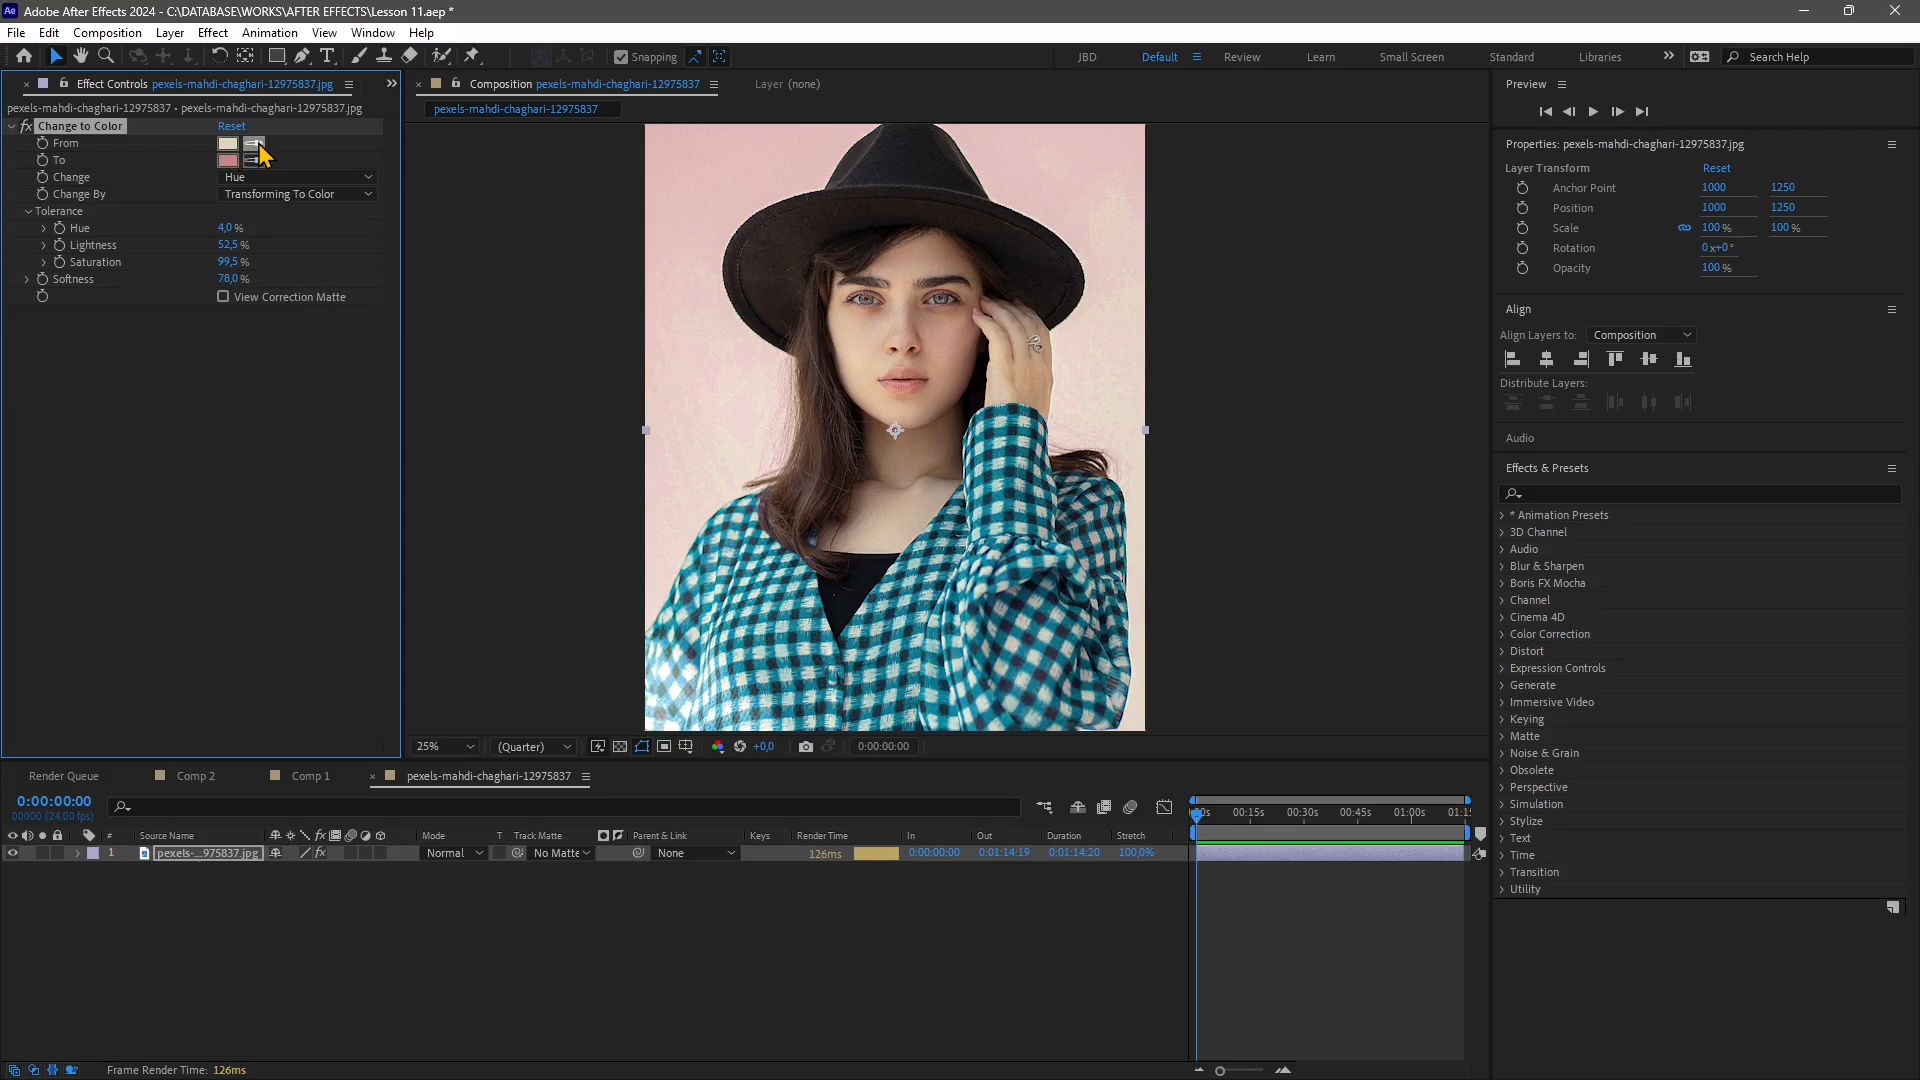 Ae Adobe After Effects 2024 - C:\DATABASE\WORKS\AFTER EFFECTS\Lesson 11.aep *
File Edit Composition Layer Effect Animation View Window Help
Snapping JBD Default Review Learn Small Screen Standard Libraries Search Help
Effect Controls pexels-mahdi-chaghari-12975837.jpg
pexels-mahdi-chaghari-12975837 • pexels-mahdi-chaghari-12975837.jpg
fx Change to Color Reset
From
To
Change Hue
Change By Transforming To Color
Tolerance
Hue 4,0 %
Lightness 52,5 %
Saturation 99,5 %
Softness 78,0 %
View Correction Matte
Composition pexels-mahdi-chaghari-12975837 Layer (none)
pexels-mahdi-chaghari-12975837
25% (Quarter) +0,0 0:00:00:00
Preview
Properties: pexels-mahdi-chaghari-12975837.jpg
Layer Transform Reset
Anchor Point 1000 1250
Position 1000 1250
Scale 100 % 100 %
Rotation 0 x+0 °
Opacity 100 %
Align
Align Layers to: Composition
Distribute Layers:
Audio
Effects & Presets
* Animation Presets
3D Channel
Audio
Blur & Sharpen
Boris FX Mocha
Channel
Cinema 4D
Color Correction
Distort
Expression Controls
Generate
Immersive Video
Keying
Matte
Noise & Grain
Obsolete
Perspective
Simulation
Stylize
Text
Time
Transition
Utility
Render Queue Comp 2 Comp 1 pexels-mahdi-chaghari-12975837
0:00:00:00
00000 (24.00 fps)
00:15s 00:30s 00:45s 01:00s
# Source Name fx Mode T Track Matte Parent & Link Keys Render Time In Out Duration Stretch
1 pexels-...975837.jpg fx Normal No Matte None 126ms 0:00:00:00 0:01:14:19 0:01:14:20 100,0%
Frame Render Time: 126ms